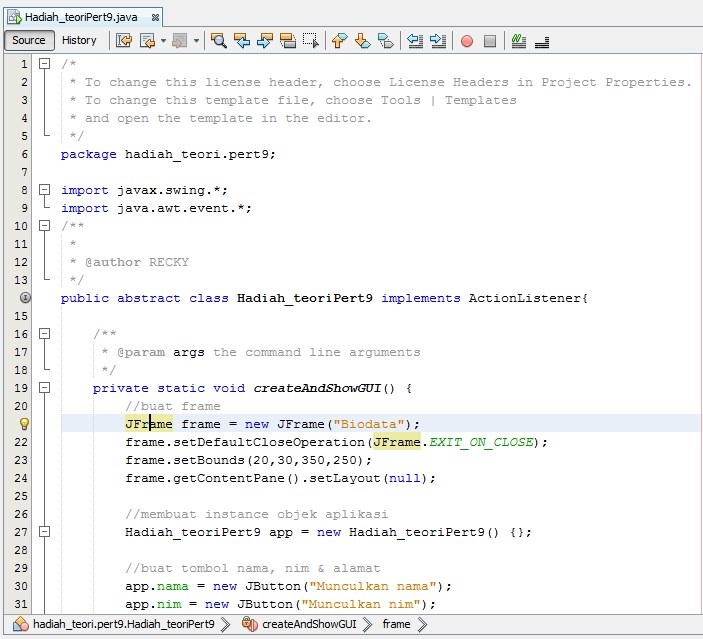 Hadiah_teoriPert9.java
Source History
1 /*
2 * To change this license header, choose License Headers in Project Properties.
3 * To change this template file, choose Tools | Templates
4 * and open the template in the editor.
5 */
6 package hadiah_teori.pert9;
7
8 import javax.swing.*;
9 import java.awt.event.*;
10 /**
11 *
12 * @author RECKY
13 */
public abstract class Hadiah_teoriPert9 implements ActionListener{
15
16 /**
17 * @param args the command line arguments
18 */
19 private static void createAndShowGUI() {
20 //buat frame
JFrame frame = new JFrame("Biodata");
22 frame.setDefaultCloseOperation(JFrame.EXIT_ON_CLOSE);
23 frame.setBounds(20,30,350,250);
24 frame.getContentPane().setLayout(null);
25
26 //membuat instance objek aplikasi
27 Hadiah_teoriPert9 app = new Hadiah_teoriPert9() {};
28
29 //buat tombol nama, nim & alamat
30 app.nama = new JButton("Munculkan nama");
31 app.nim = new JButton("Munculkan nim");
hadiah_teori.pert9.Hadiah_teoriPert9 createAndShowGUI frame